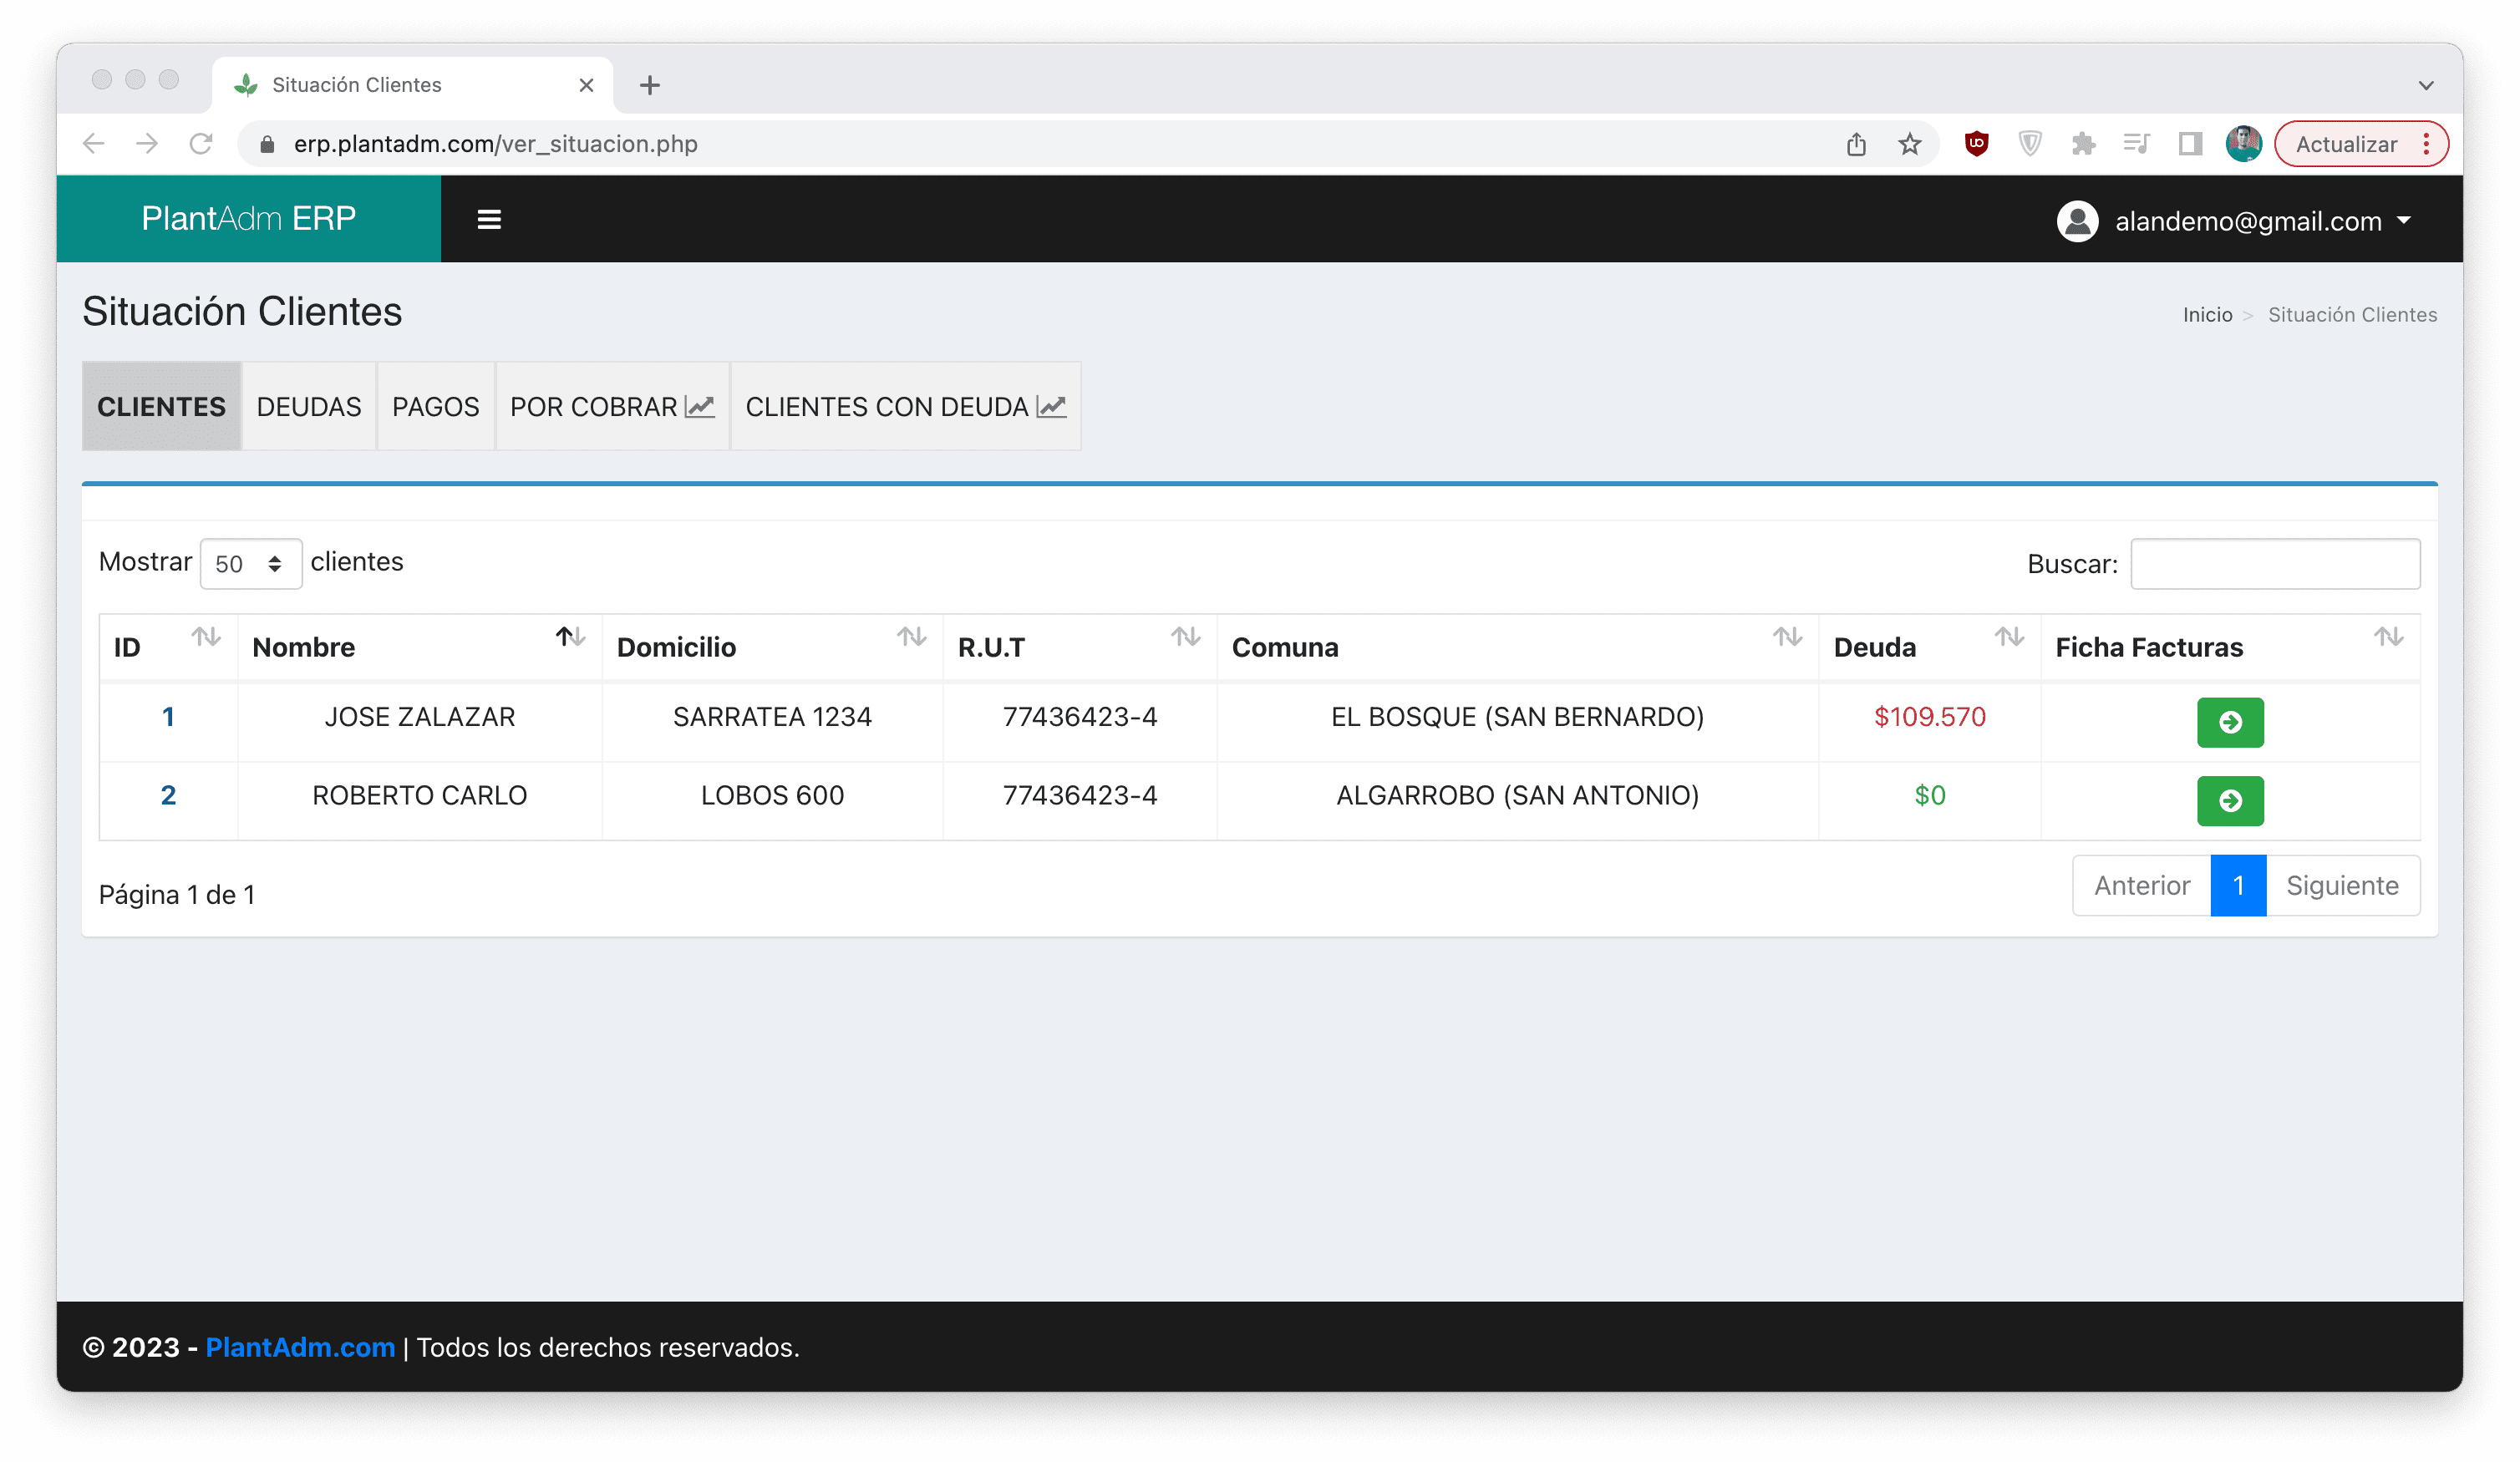 Situación Clientes
erp.plantadm.com/ver_situacion.php
Actualizar
PlantAdm ERP
alandemo@gmail.com
Situación Clientes
Inicio > Situación Clientes
CLIENTES DEUDAS PAGOS POR COBRAR CLIENTES CON DEUDA
Mostrar 50 clientes
Buscar:
ID Nombre Domicilio R.U.T Comuna Deuda Ficha Facturas
1 JOSE ZALAZAR SARRATEA 1234 77436423-4 EL BOSQUE (SAN BERNARDO) $109.570
2 ROBERTO CARLO LOBOS 600 77436423-4 ALGARROBO (SAN ANTONIO) $0
Página 1 de 1
Anterior 1 Siguiente
© 2023 - PlantAdm.com | Todos los derechos reservados.